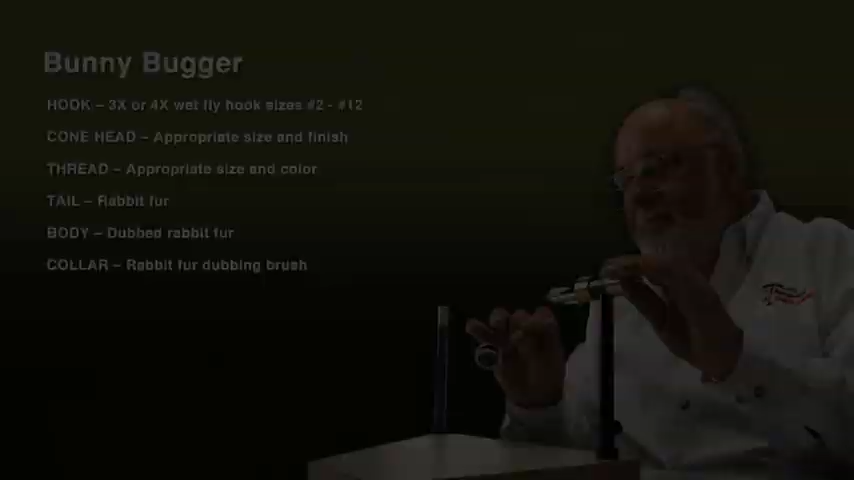 Bunny Bugger
HOOK – 3X or 4X wet fly hook sizes #2 - #12
CONE HEAD – Appropriate size and finish
THREAD – Appropriate size and color
TAIL – Rabbit fur
BODY – Dubbed rabbit fur
COLLAR – Rabbit fur dubbing brush